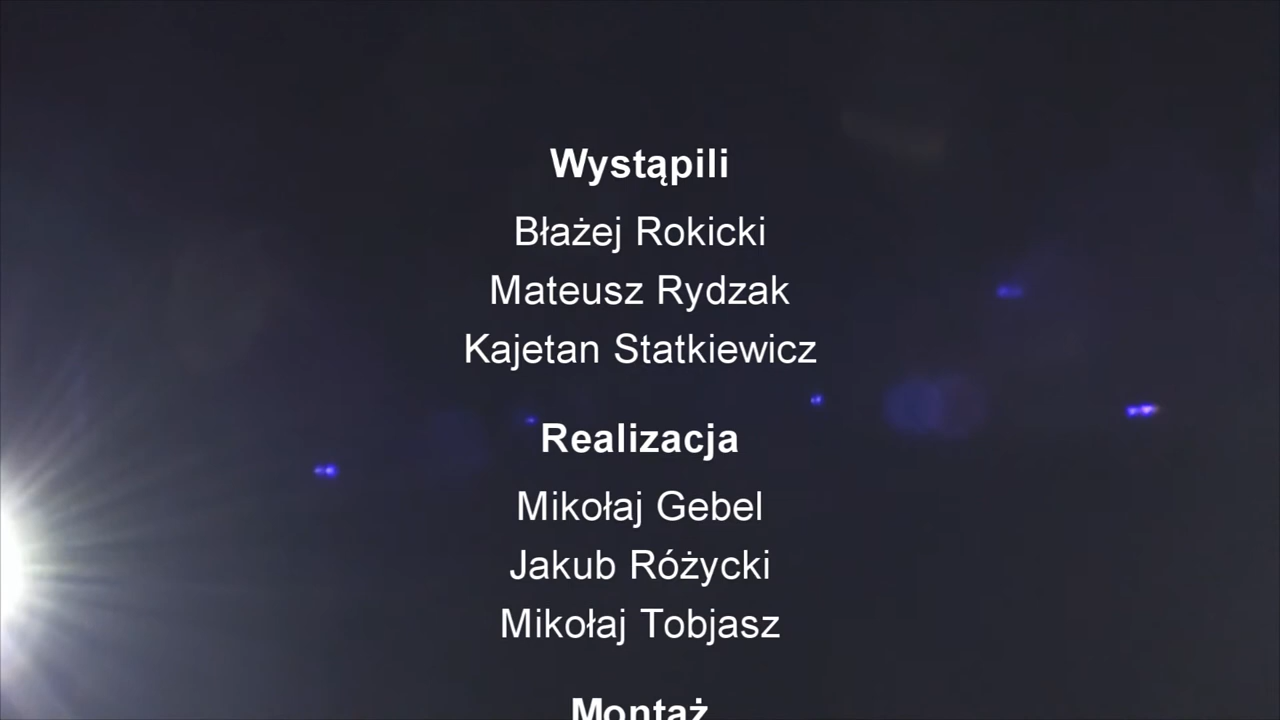 Wystąpili
Błażej Rokicki
Mateusz Rydzak
Kajetan Statkiewicz
Realizacja
Mikołaj Gebel
Jakub Różycki
Mikołaj Tobjasz
Montaż